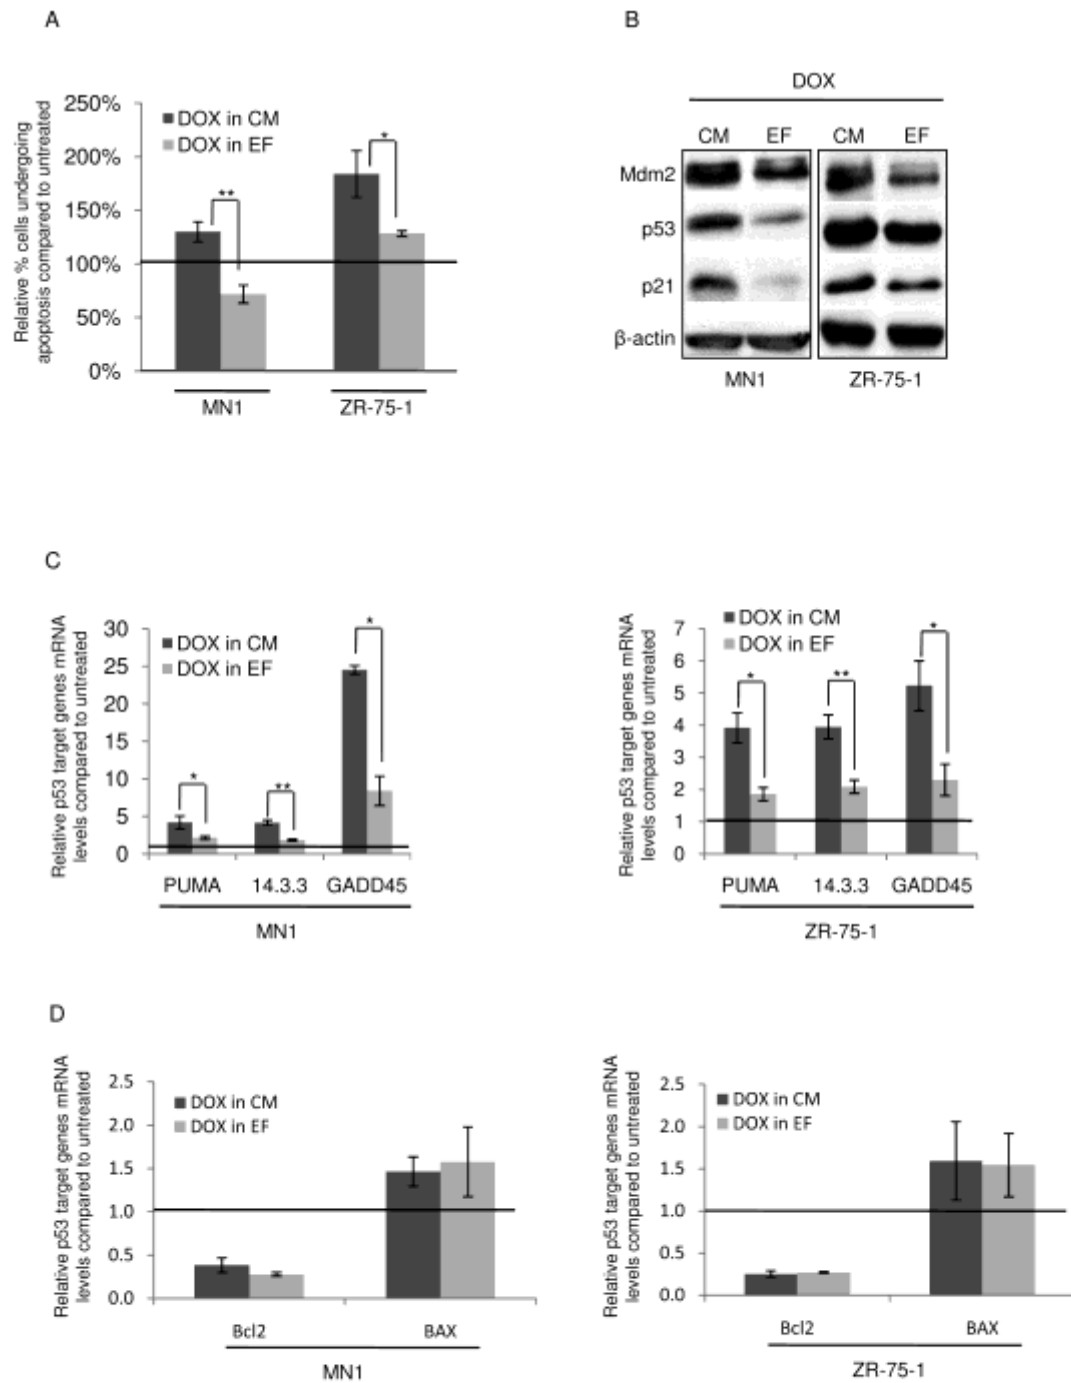 A
Relative % cells undergoing
apoptosis compared to untreated
250%
200%
150%
100%
50%
0%
DOX in CM
DOX in EF
**
*
MN1
ZR-75-1
B
DOX
CM EF CM EF
Mdm2
p53
p21
β-actin
MN1
ZR-75-1
C
Relative p53 target genes mRNA
levels compared to untreated
30
25
20
15
10
5
0
DOX in CM
DOX in EF
*
**
*
PUMA 14.3.3 GADD45
MN1
Relative p53 target genes mRNA
levels compared to untreated
7
6
5
4
3
2
1
0
DOX in CM
DOX in EF
*
**
*
PUMA 14.3.3 GADD45
ZR-75-1
D
Relative p53 target genes mRNA
levels compared to untreated
2.5
2.0
1.5
1.0
0.5
0.0
DOX in CM
DOX in EF
Bcl2 BAX
MN1
Relative p53 target genes mRNA
levels compared to untreated
2.5
2.0
1.5
1.0
0.5
0.0
DOX in CM
DOX in EF
Bcl2 BAX
ZR-75-1